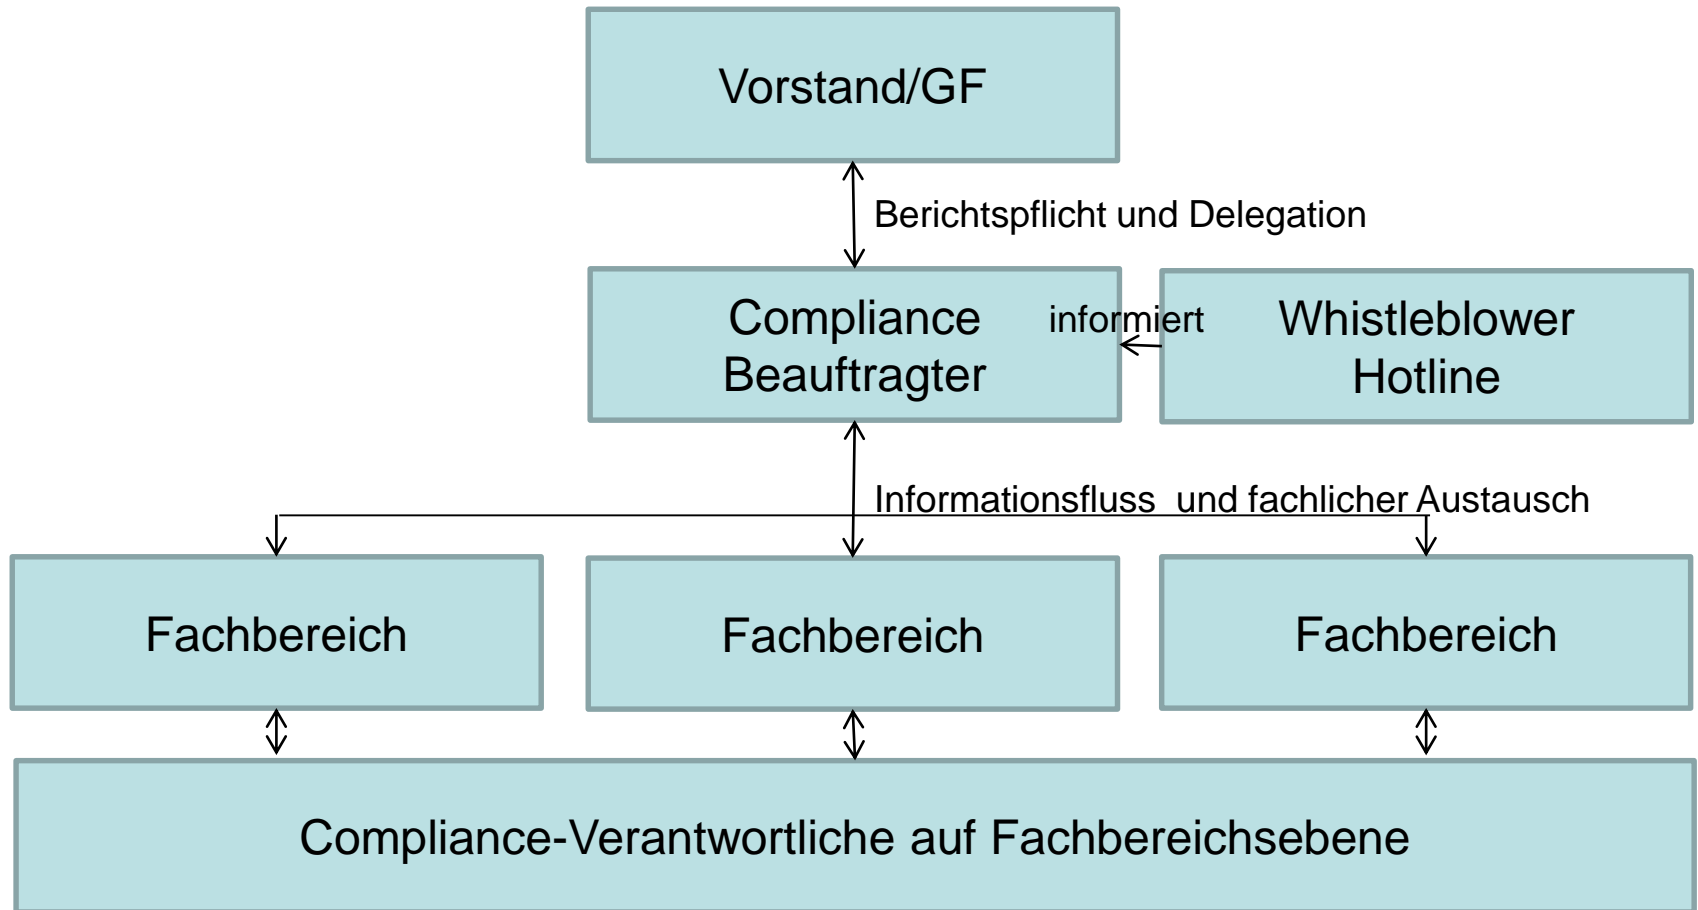 Vorstand/GF
Berichtspflicht und Delegation
Compliance
Beauftragter
informiert
Whistleblower
Hotline
Informationsfluss  und fachlicher Austausch
Fachbereich
Fachbereich
Fachbereich
Compliance-Verantwortliche auf Fachbereichsebene